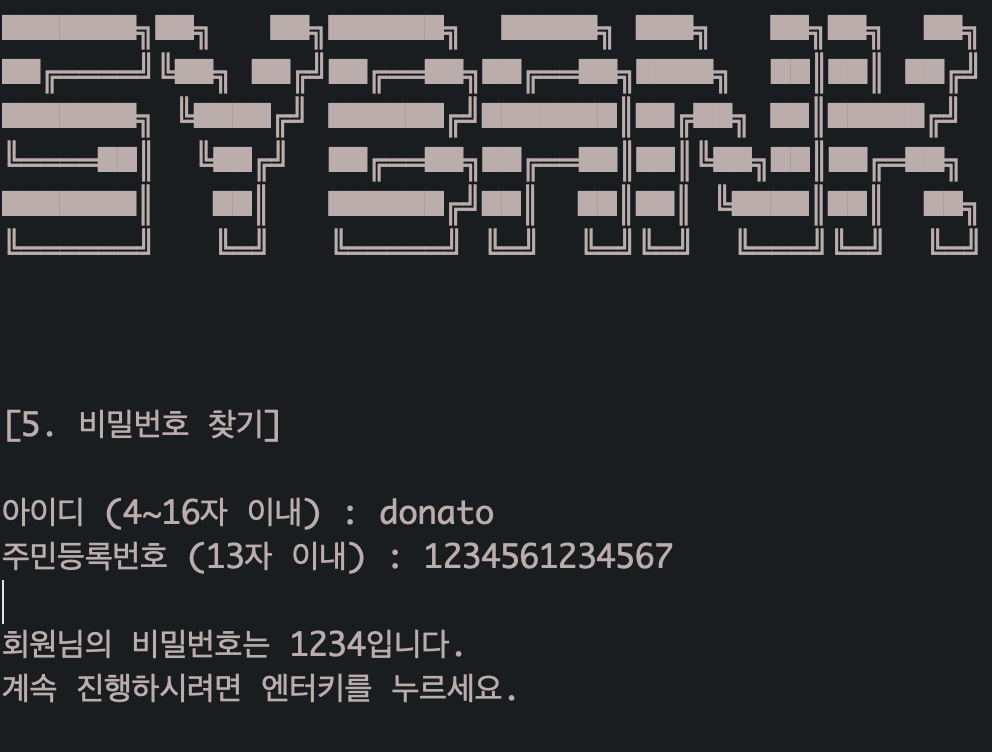 SY BANK
[5. 비밀번호 찾기]
아이디 (4~16자 이내) : donato
주민등록번호 (13자 이내) : 1234561234567
회원님의 비밀번호는 1234입니다.
계속 진행하시려면 엔터키를 누르세요.